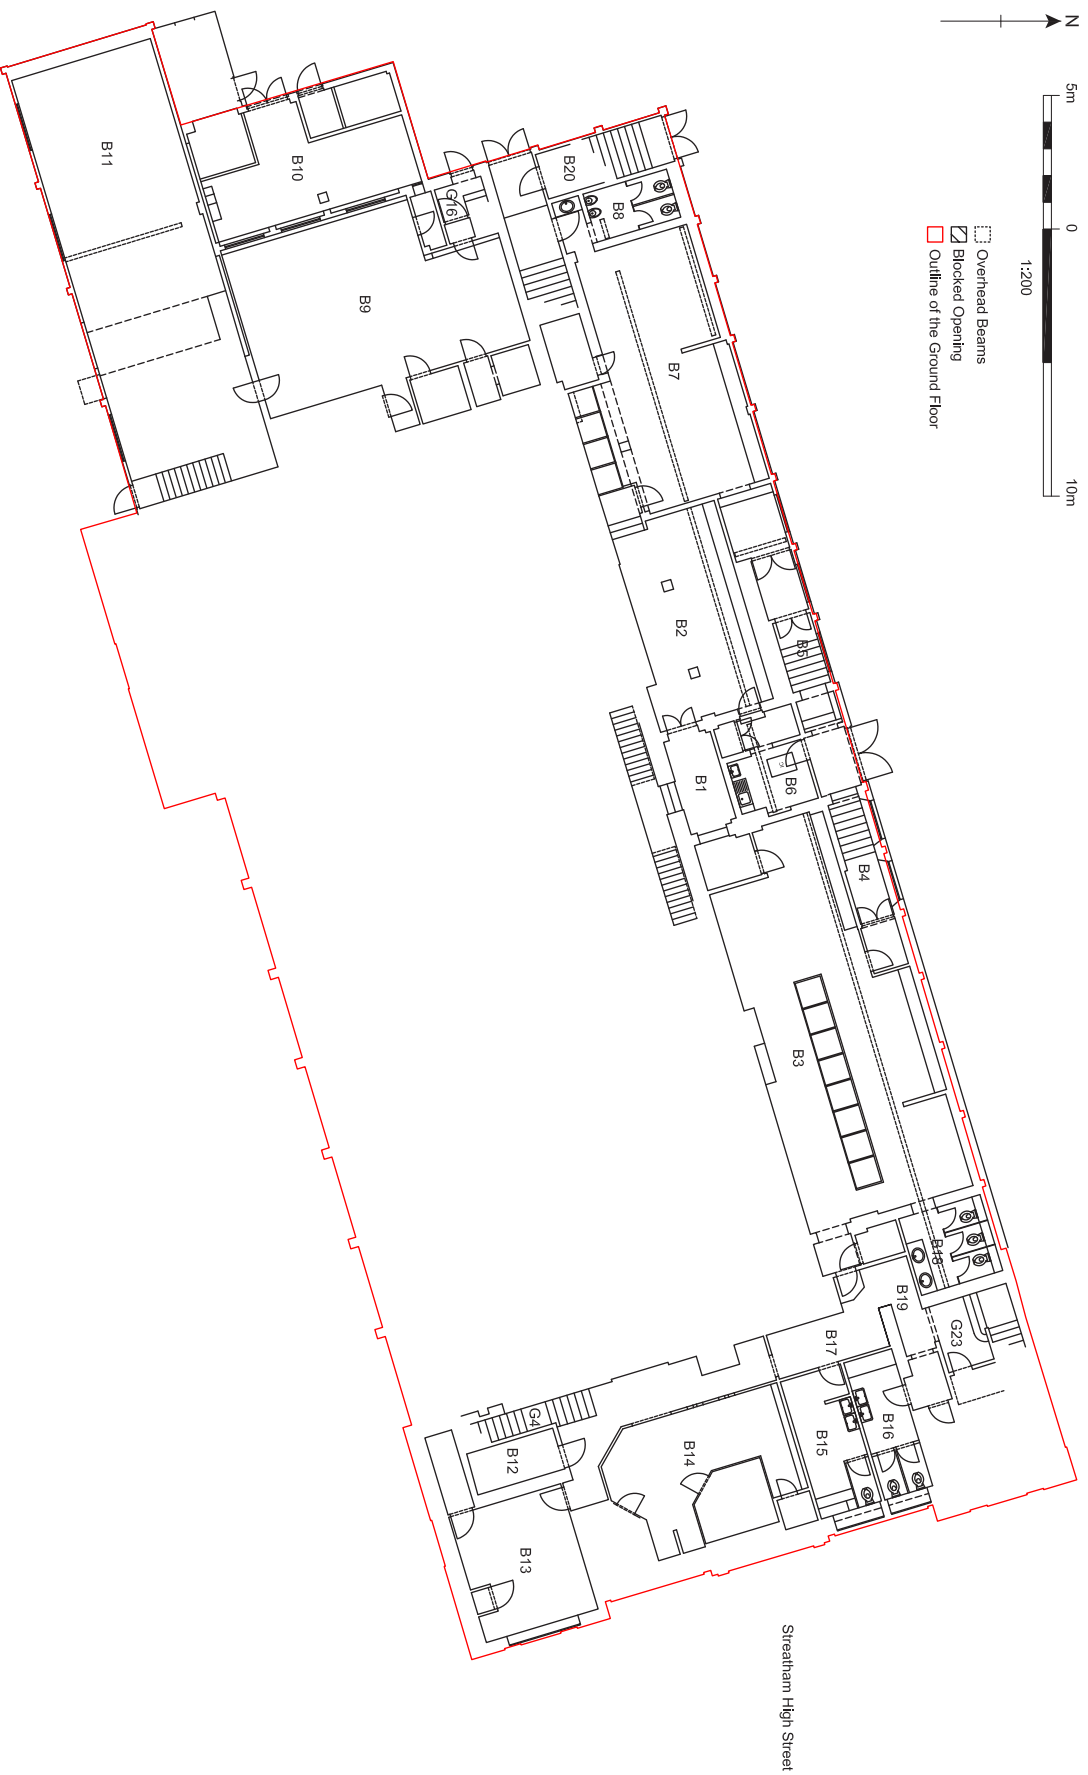 N
5m
0
10m
1:200
Overhead Beams
Blocked Opening
Outline of the Ground Floor
B11
B10
G16
B20
B8
B9
B7
B2
B5
B1
B6
B4
B3
B18
B19
G23
B17
B16
B15
B14
G4
B12
B13
Streatham High Street